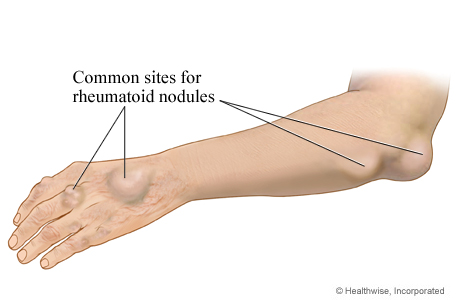 Common sites for
rheumatoid nodules
© Healthwise, Incorporated